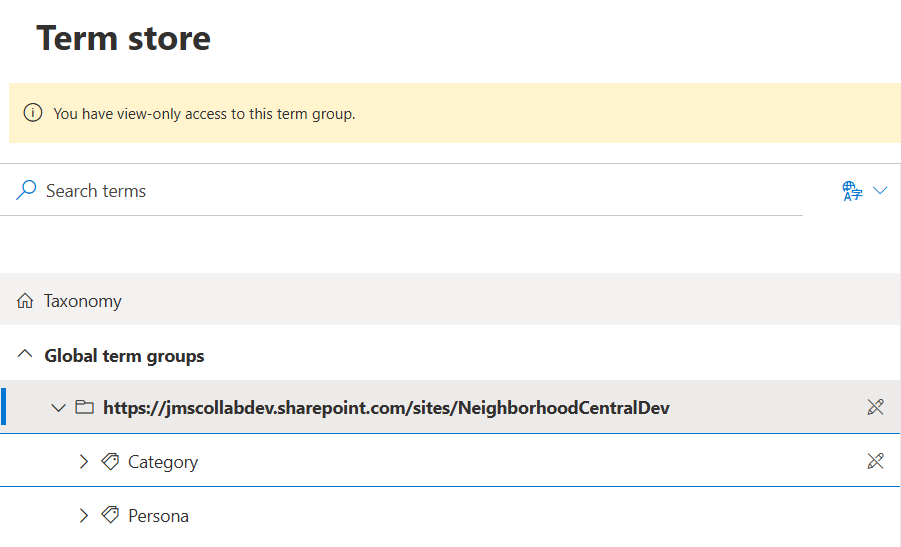 Term store
You have view-only access to this term group.
Search terms
Taxonomy
Global term groups
https://jmscollabdev.sharepoint.com/sites/NeighborhoodCentralDev
Category
Persona